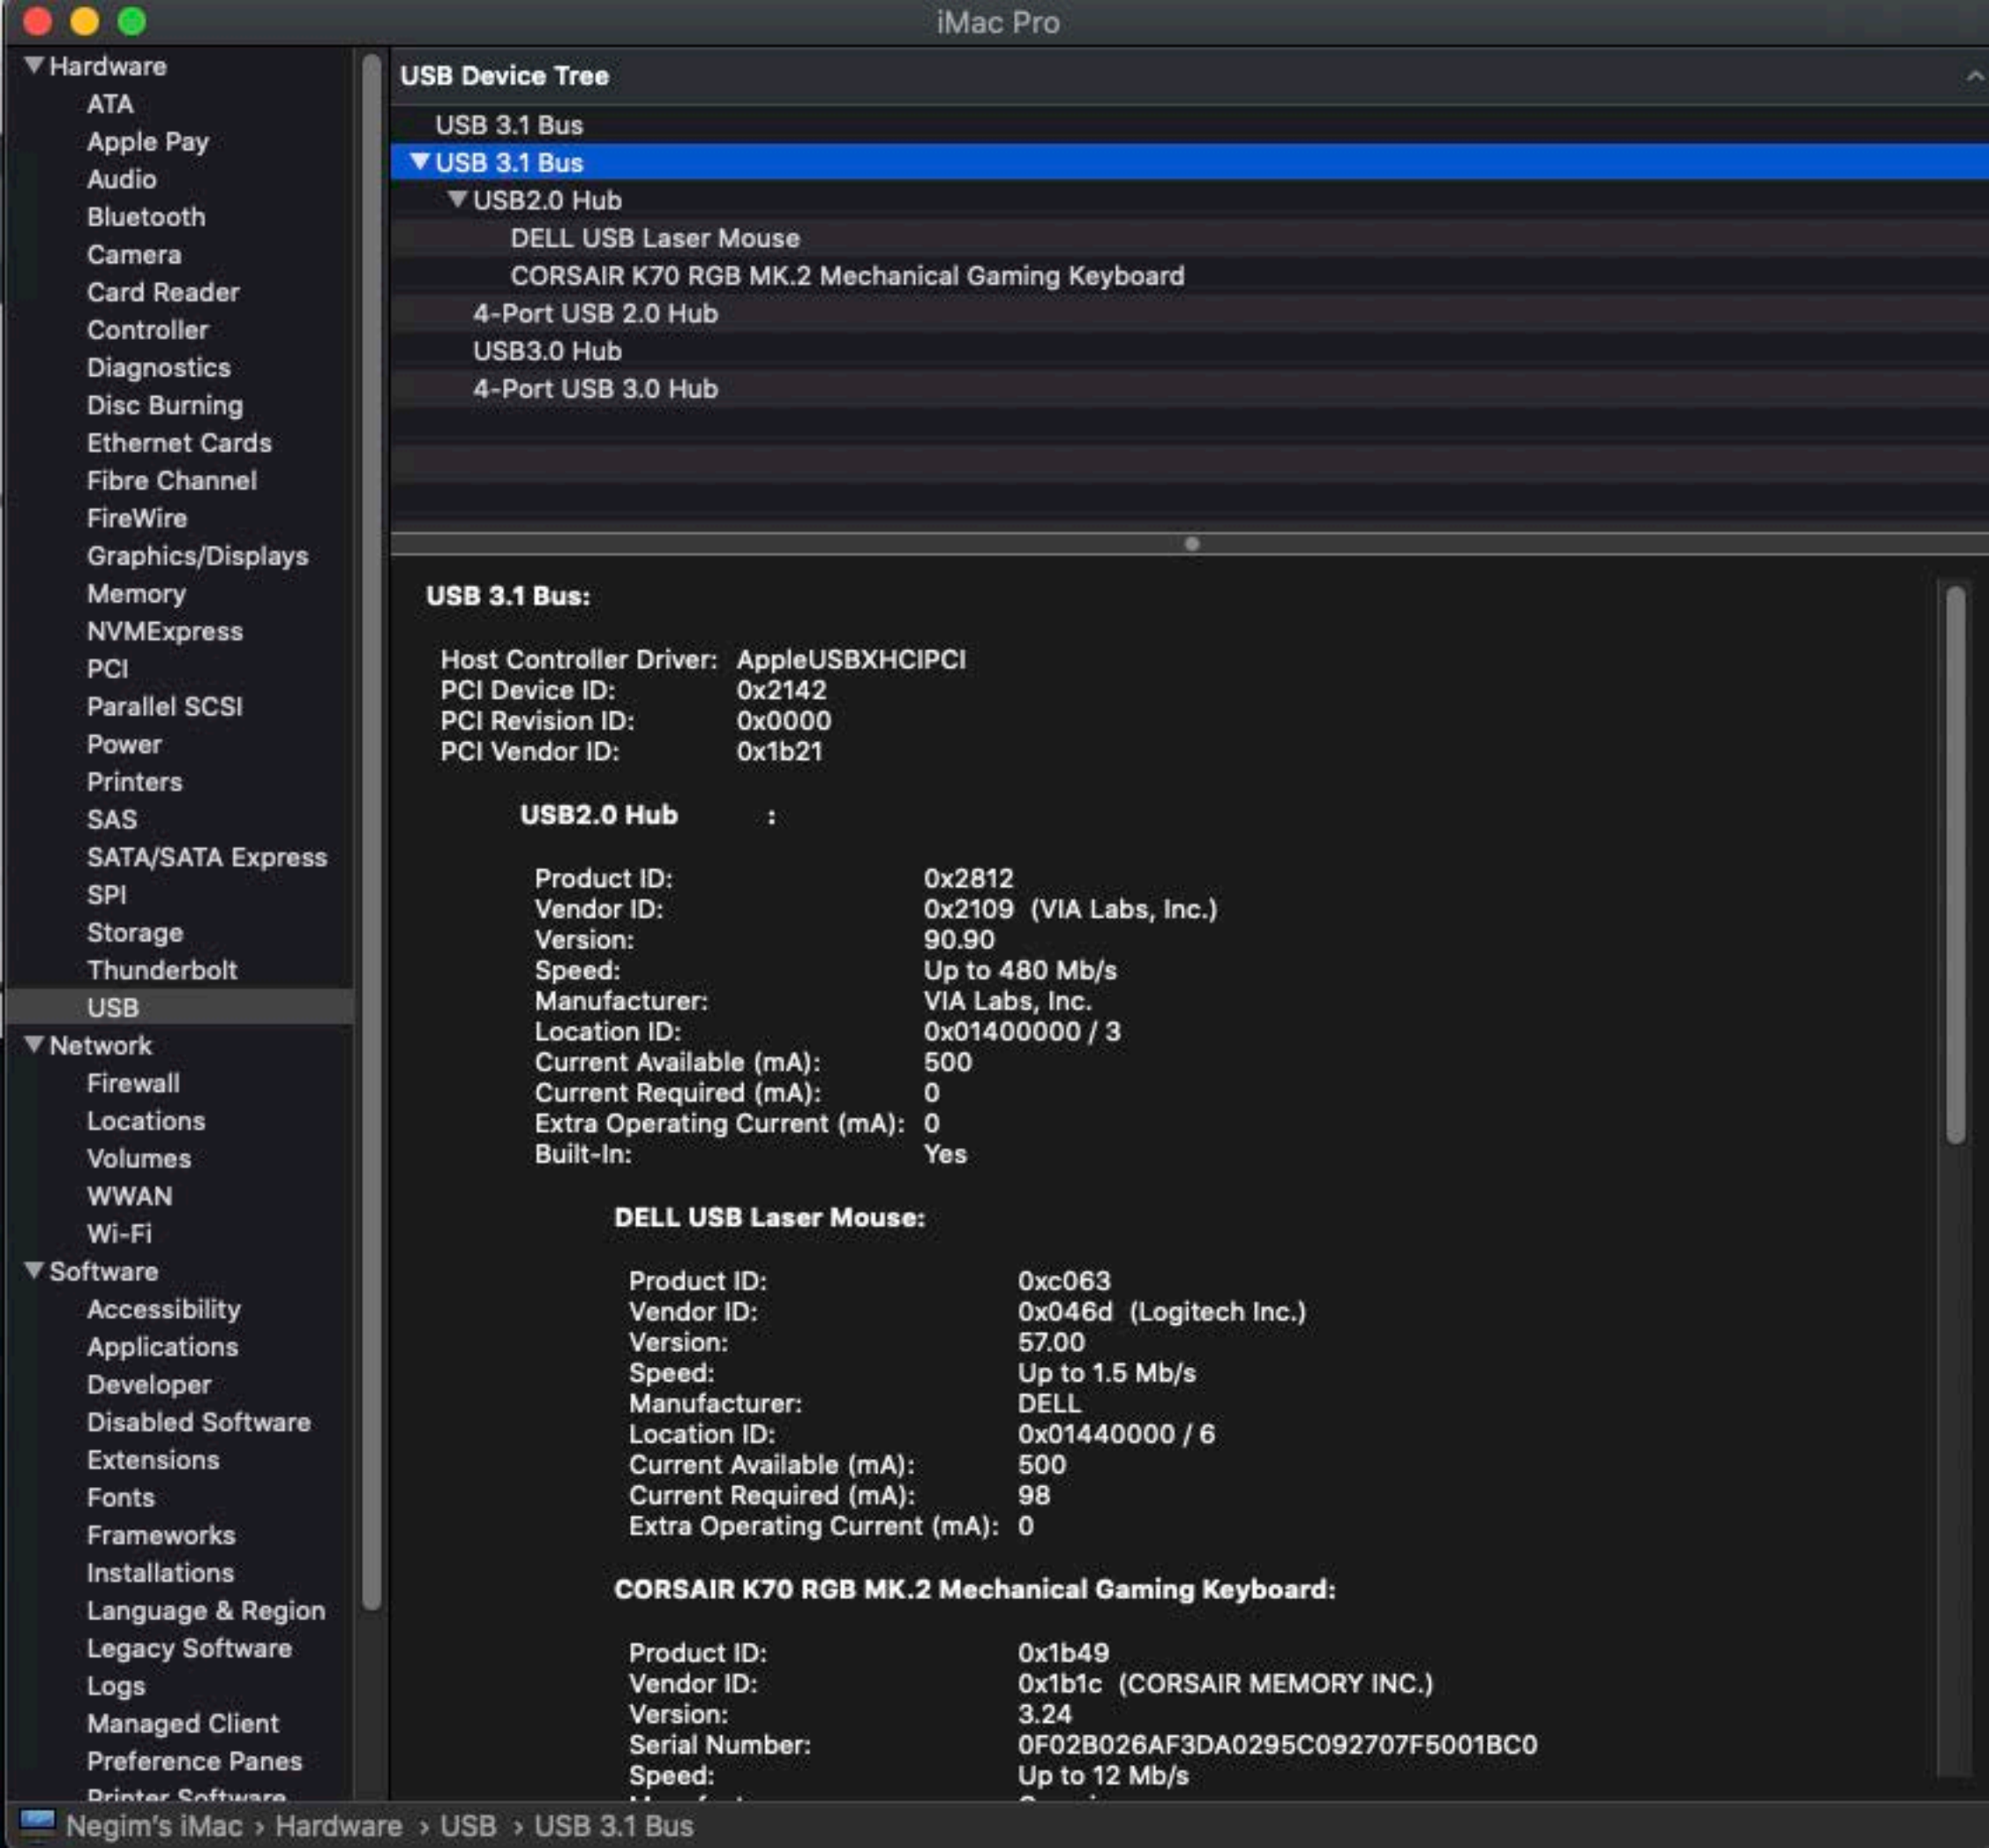 iMac Pro
Hardware
ATA
Apple Pay
Audio
Bluetooth
Camera
Card Reader
Controller
Diagnostics
Disc Burning
Ethernet Cards
Fibre Channel
FireWire
Graphics/Displays
Memory
NVMExpress
PCI
Parallel SCSI
Power
Printers
SAS
SATA/SATA Express
SPI
Storage
Thunderbolt
USB
Network
Firewall
Locations
Volumes
WWAN
Wi-Fi
Software
Accessibility
Applications
Developer
Disabled Software
Extensions
Fonts
Frameworks
Installations
Language & Region
Legacy Software
Logs
Managed Client
Preference Panes
Printer Software
USB Device Tree
USB 3.1 Bus
USB 3.1 Bus
USB2.0 Hub
DELL USB Laser Mouse
CORSAIR K70 RGB MK.2 Mechanical Gaming Keyboard
4-Port USB 2.0 Hub
USB3.0 Hub
4-Port USB 3.0 Hub
USB 3.1 Bus:
Host Controller Driver: AppleUSBXHCIPCI
PCI Device ID: 0x2142
PCI Revision ID: 0x0000
PCI Vendor ID: 0x1b21
USB2.0 Hub :
Product ID: 0x2812
Vendor ID: 0x2109 (VIA Labs, Inc.)
Version: 90.90
Speed: Up to 480 Mb/s
Manufacturer: VIA Labs, Inc.
Location ID: 0x01400000 / 3
Current Available (mA): 500
Current Required (mA): 0
Extra Operating Current (mA): 0
Built-In: Yes
DELL USB Laser Mouse:
Product ID: 0xc063
Vendor ID: 0x046d (Logitech Inc.)
Version: 57.00
Speed: Up to 1.5 Mb/s
Manufacturer: DELL
Location ID: 0x01440000 / 6
Current Available (mA): 500
Current Required (mA): 98
Extra Operating Current (mA): 0
CORSAIR K70 RGB MK.2 Mechanical Gaming Keyboard:
Product ID: 0x1b49
Vendor ID: 0x1b1c (CORSAIR MEMORY INC.)
Version: 3.24
Serial Number: 0F02B026AF3DA0295C092707F5001BC0
Speed: Up to 12 Mb/s
Negim's iMac › Hardware › USB › USB 3.1 Bus